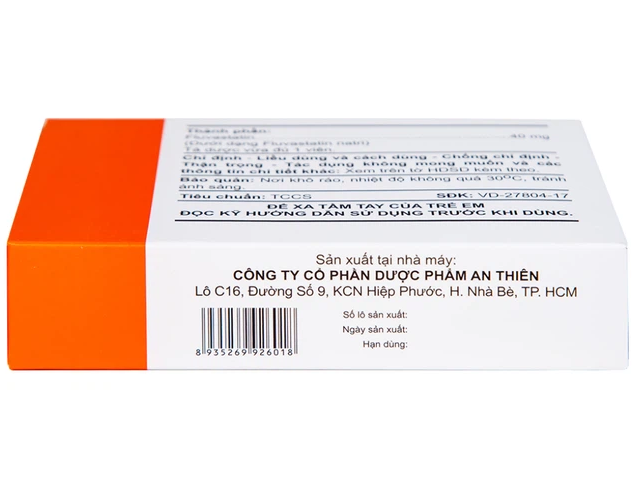 Thành phần:
Fluvastatin 40 mg
(Dưới dạng Fluvastatin natri)
Tá dược vừa đủ 1 viên.
Chỉ định - Liều dùng và cách dùng - Chống chỉ định -
Thận trọng - Tác dụng không mong muốn và các
thông tin chi tiết khác: Xem trên tờ HDSD kèm theo.
Bảo quản: Nơi khô ráo, nhiệt độ không quá 30°C, tránh
ánh sáng.
Tiêu chuẩn: TCCS SĐK: VD-27804-17
ĐỂ XA TẦM TAY CỦA TRẺ EM
ĐỌC KỸ HƯỚNG DẪN SỬ DỤNG TRƯỚC KHI DÙNG.
Sản xuất tại nhà máy:
CÔNG TY CỔ PHẦN DƯỢC PHẨM AN THIÊN
Lô C16, Đường Số 9, KCN Hiệp Phước, H. Nhà Bè, TP. HCM
Số lô sản xuất:
Ngày sản xuất:
Hạn dùng:
8 935269 926018